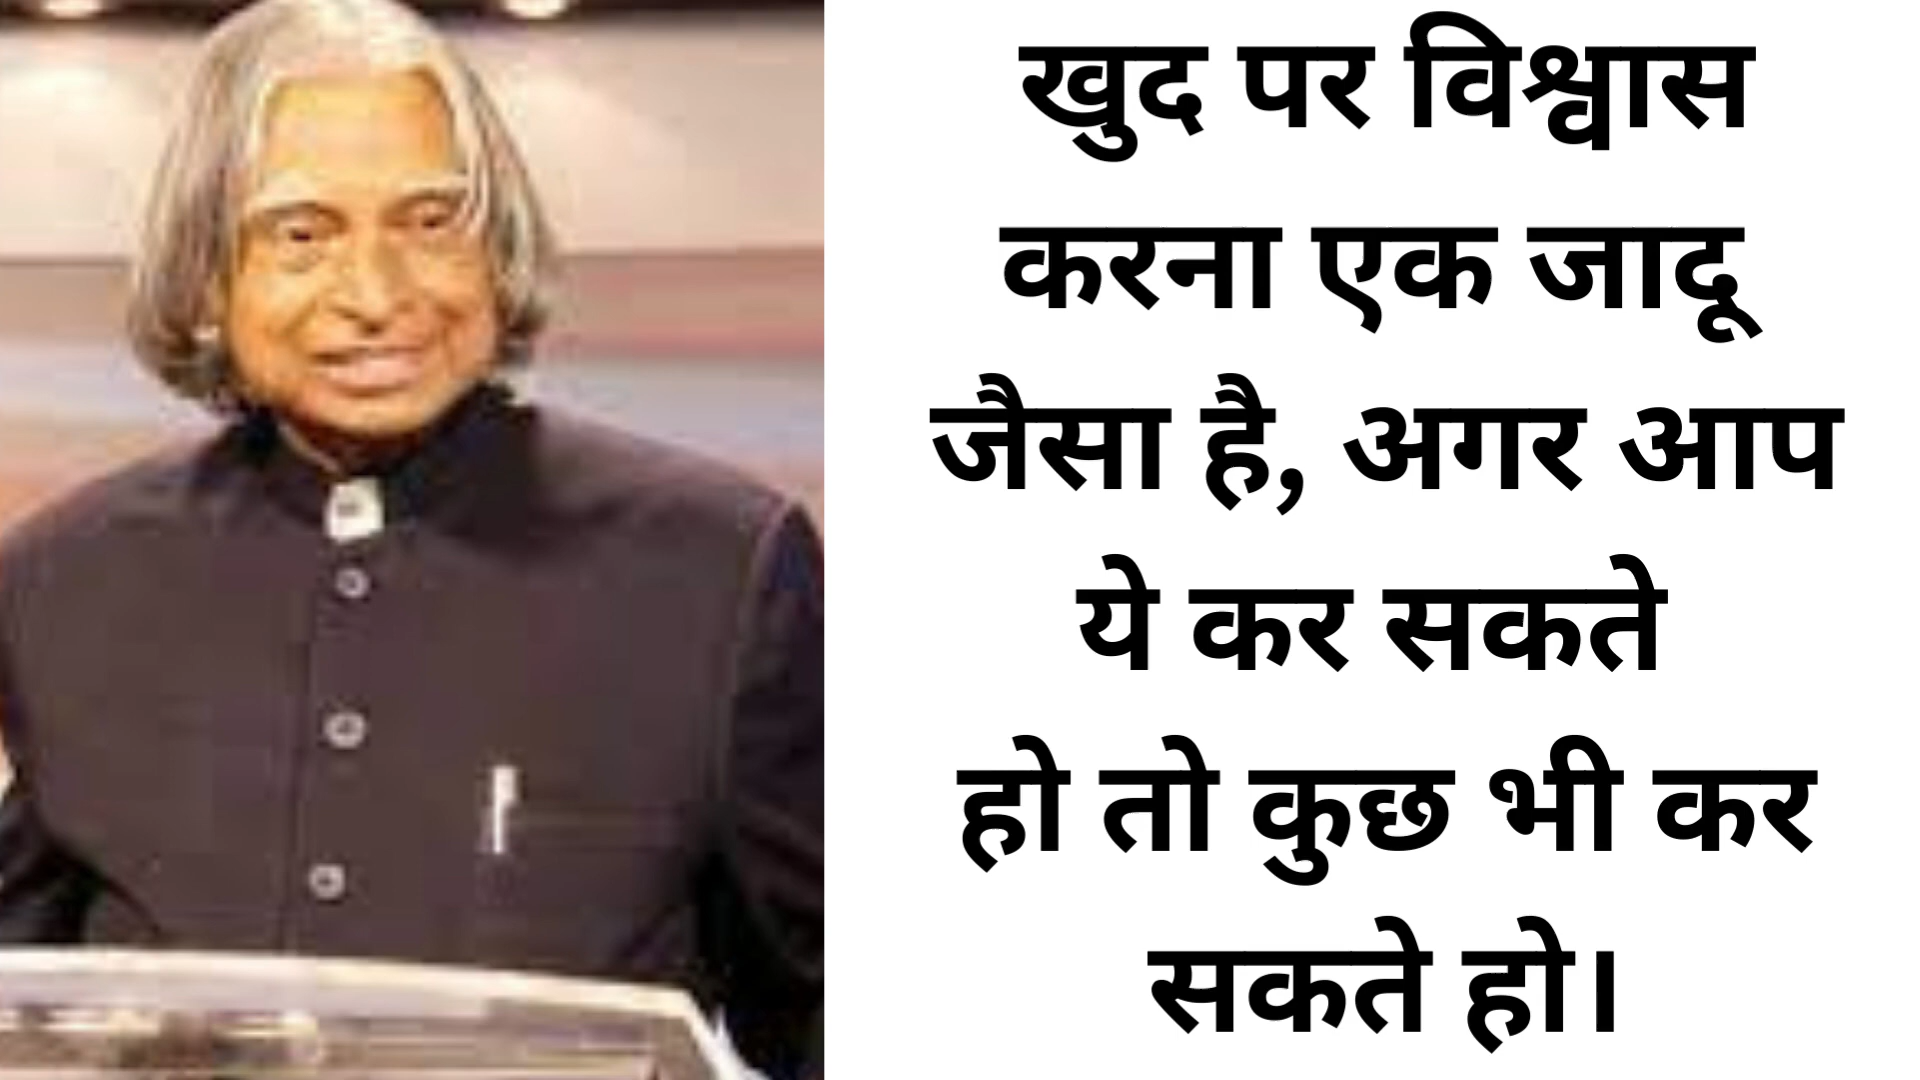 खुद पर विश्वास
करना एक जादू
जैसा है, अगर आप
ये कर सकते
हो तो कुछ भी कर
सकते हो।